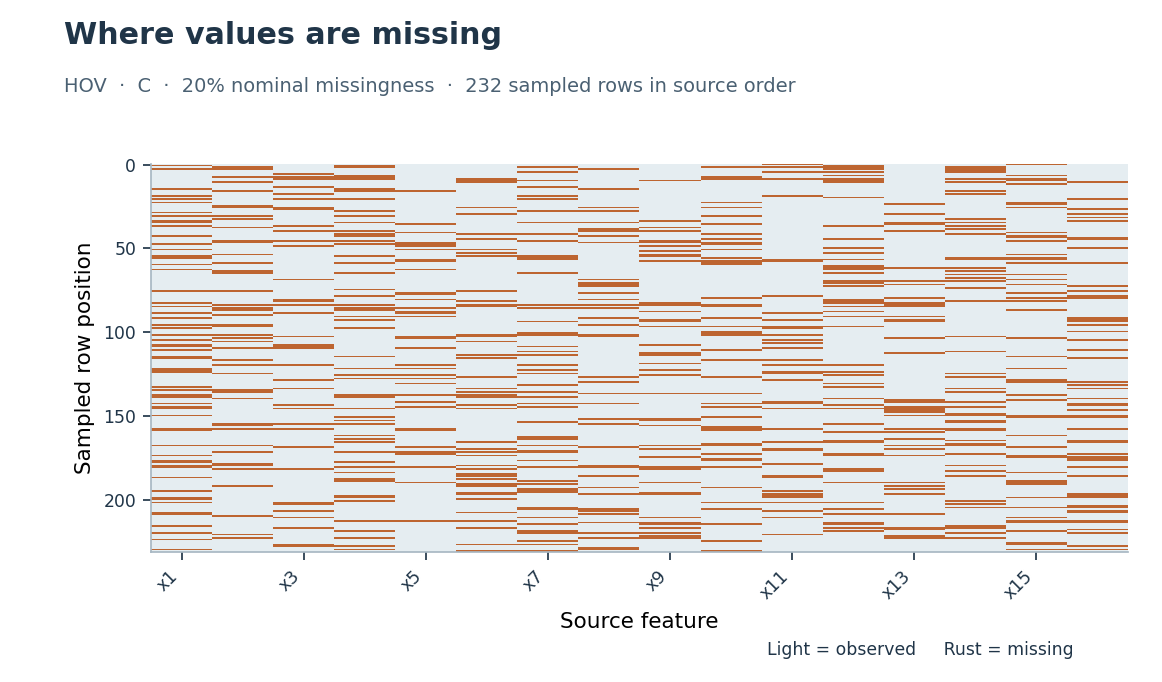 Where values are missing
HOV · C · 20% nominal missingness · 232 sampled rows in source order
0
50
100
150
200
Sampled row position
x1
x3
x5
x7
x9
x11
x13
x15
Source feature
Light = observed Rust = missing